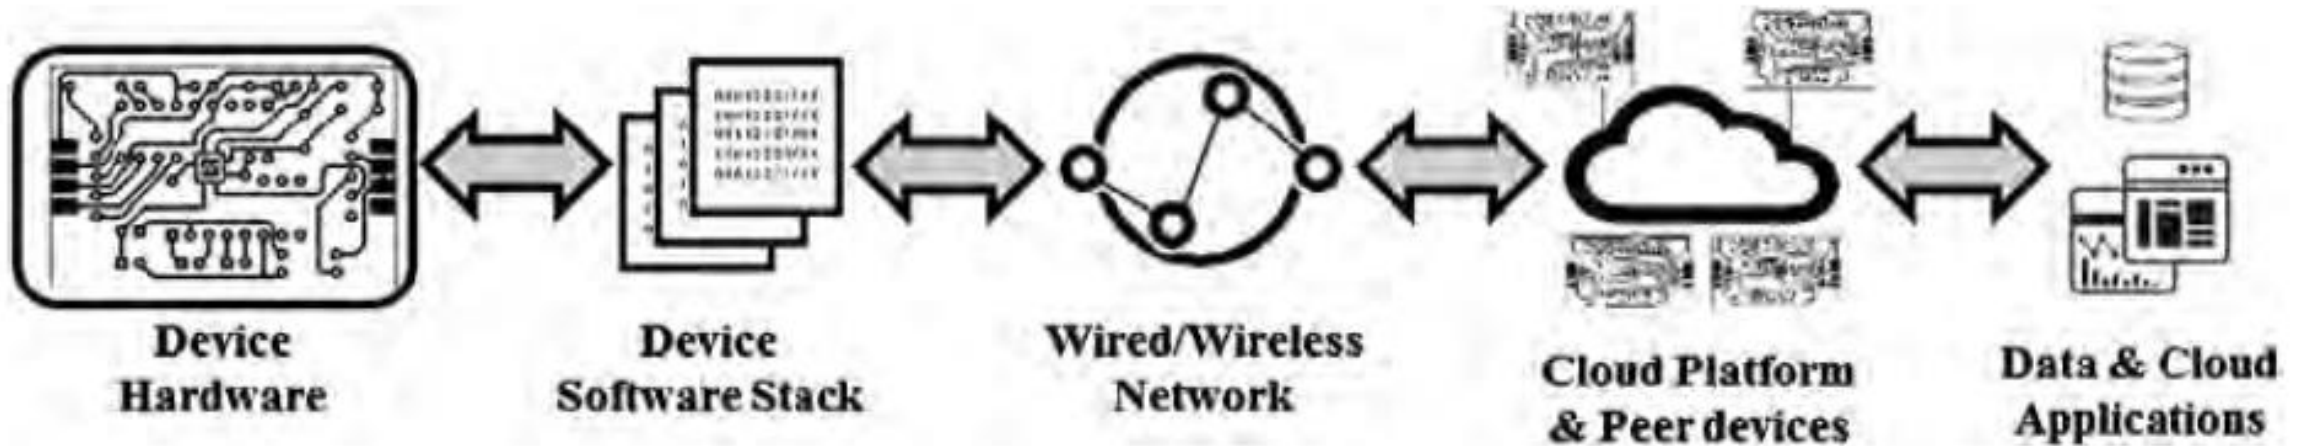 Device
Hardware
Device
Software Stack
Wired/Wireless
Network
Cloud Platform
& Peer devices
Data & Cloud
Applications